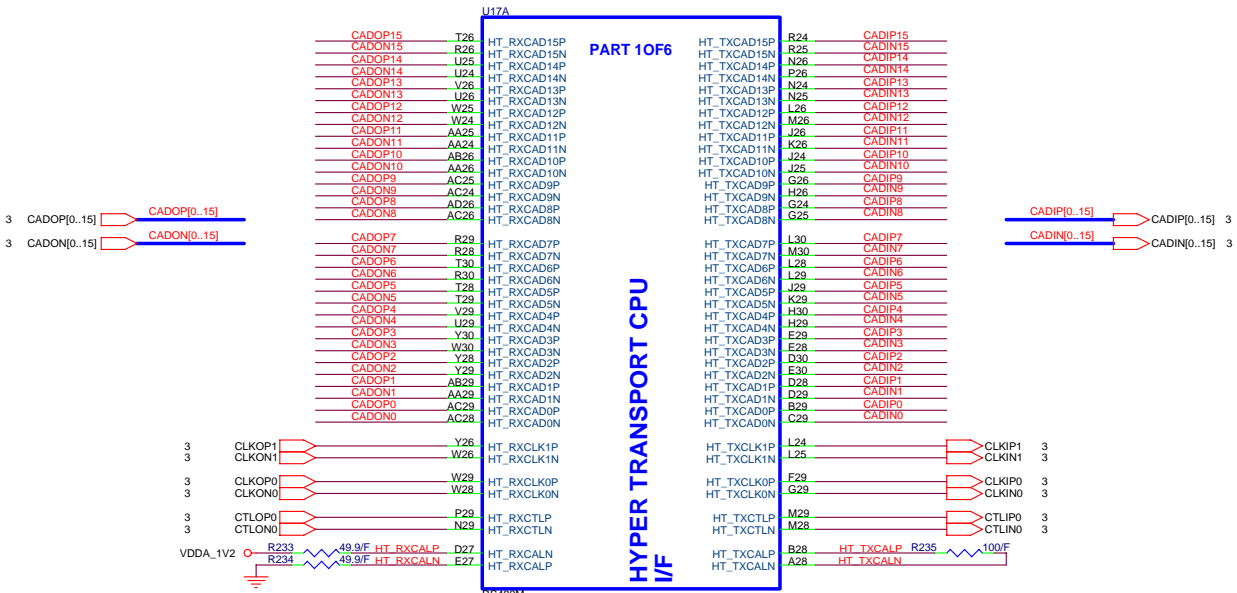 U17A
PART 1OF6
CADOP15 T26 HT_RXCAD15P HT_TXCAD15P R24 CADIP15
CADON15 R26 HT_RXCAD15N HT_TXCAD15N R25 CADIN15
CADOP14 U25 HT_RXCAD14P HT_TXCAD14P N26 CADIP14
CADON14 U24 HT_RXCAD14N HT_TXCAD14N P26 CADIN14
CADOP13 V26 HT_RXCAD13P HT_TXCAD13P N24 CADIP13
CADON13 U26 HT_RXCAD13N HT_TXCAD13N N25 CADIN13
CADOP12 W25 HT_RXCAD12P HT_TXCAD12P L26 CADIP12
CADON12 W24 HT_RXCAD12N HT_TXCAD12N M26 CADIN12
CADOP11 AA25 HT_RXCAD11P HT_TXCAD11P J26 CADIP11
CADON11 AA24 HT_RXCAD11N HT_TXCAD11N K26 CADIN11
CADOP10 AB26 HT_RXCAD10P HT_TXCAD10P J24 CADIP10
CADON10 AA26 HT_RXCAD10N HT_TXCAD10N J25 CADIN10
CADOP9 AC25 HT_RXCAD9P HT_TXCAD9P G26 CADIP9
CADON9 AC24 HT_RXCAD9N HT_TXCAD9N H26 CADIN9
CADOP8 AD26 HT_RXCAD8P HT_TXCAD8P G24 CADIP8
CADON8 AC26 HT_RXCAD8N HT_TXCAD8N G25 CADIN8
3 CADOP[0..15] CADOP[0..15] CADIP[0..15] CADIP[0..15] 3
3 CADON[0..15] CADON[0..15] CADIN[0..15] CADIN[0..15] 3
CADOP7 R29 HT_RXCAD7P HT_TXCAD7P L30 CADIP7
CADON7 R28 HT_RXCAD7N HT_TXCAD7N M30 CADIN7
CADOP6 T30 HT_RXCAD6P HT_TXCAD6P L28 CADIP6
CADON6 R30 HT_RXCAD6N HT_TXCAD6N L29 CADIN6
CADOP5 T28 HT_RXCAD5P HT_TXCAD5P J29 CADIP5
CADON5 T29 HT_RXCAD5N HT_TXCAD5N K29 CADIN5
CADOP4 V29 HT_RXCAD4P HT_TXCAD4P H30 CADIP4
CADON4 U29 HT_RXCAD4N HT_TXCAD4N H29 CADIN4
CADOP3 Y30 HT_RXCAD3P HT_TXCAD3P E29 CADIP3
CADON3 W30 HT_RXCAD3N HT_TXCAD3N E28 CADIN3
CADOP2 Y28 HT_RXCAD2P HT_TXCAD2P D30 CADIP2
CADON2 Y29 HT_RXCAD2N HT_TXCAD2N E30 CADIN2
CADOP1 AB29 HT_RXCAD1P HT_TXCAD1P D28 CADIP1
CADON1 AA29 HT_RXCAD1N HT_TXCAD1N D29 CADIN1
CADOP0 AC29 HT_RXCAD0P HT_TXCAD0P B29 CADIP0
CADON0 AC28 HT_RXCAD0N HT_TXCAD0N C29 CADIN0
3 CLKOP1 Y26 HT_RXCLK1P HT_TXCLK1P L24 CLKIP1 3
3 CLKON1 W26 HT_RXCLK1N HT_TXCLK1N L25 CLKIN1 3
3 CLKOP0 W29 HT_RXCLK0P HT_TXCLK0P F29 CLKIP0 3
3 CLKON0 W28 HT_RXCLK0N HT_TXCLK0N G29 CLKIN0 3
3 CTLOP0 P29 HT_RXCTLP HT_TXCTLP M29 CTLIP0 3
3 CTLON0 N29 HT_RXCTLN HT_TXCTLN M28 CTLIN0 3
VDDA_1V2 R233 49.9/F HT_RXCALP D27 HT_RXCALN HT_TXCALP B28 HT_TXCALP R235 100/F
R234 49.9/F HT_RXCALN E27 HT_RXCALP HT_TXCALN A28 HT_TXCALN
HYPER TRANSPORT CPU
I/F